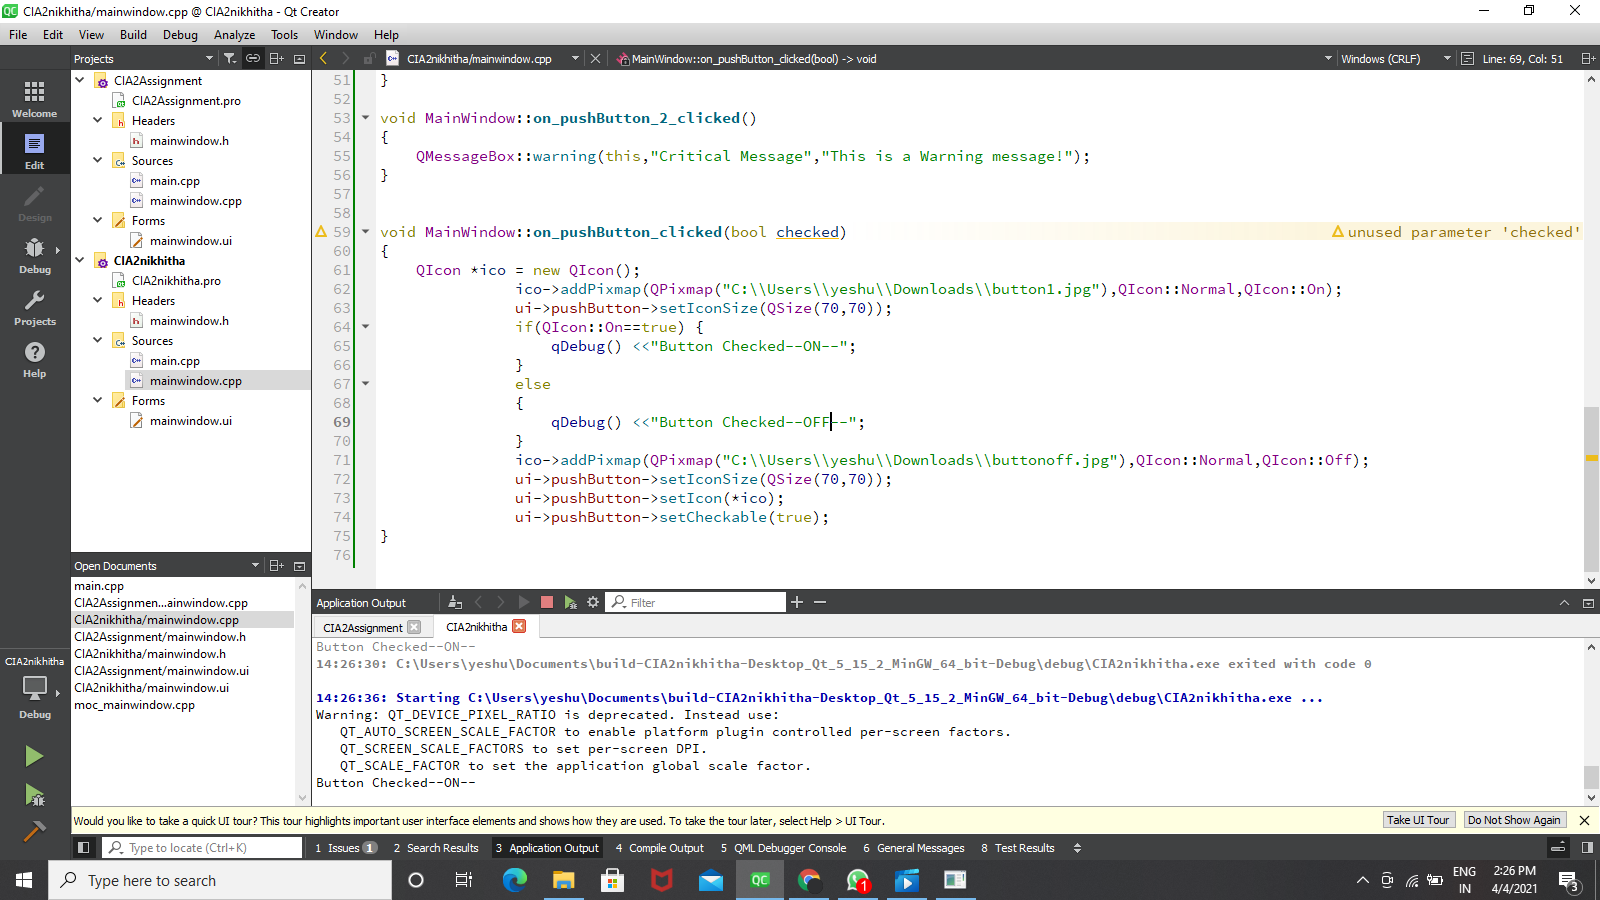 CIA2nikhitha/mainwindow.cpp @ CIA2nikhitha - Qt Creator
File Edit View Build Debug Analyze Tools Window Help
Projects
CIA2nikhitha/mainwindow.cpp
MainWindow::on_pushButton_clicked(bool) -> void
Windows (CRLF)
Line: 69, Col: 51
Welcome
Edit
Design
Debug
Projects
Help
CIA2Assignment
CIA2Assignment.pro
Headers
mainwindow.h
Sources
main.cpp
mainwindow.cpp
Forms
mainwindow.ui
CIA2nikhitha
CIA2nikhitha.pro
Headers
mainwindow.h
Sources
main.cpp
mainwindow.cpp
Forms
mainwindow.ui
51 }
52
53 void MainWindow::on_pushButton_2_clicked()
54 {
55 QMessageBox::warning(this,"Critical Message","This is a Warning message!");
56 }
57
58
59 void MainWindow::on_pushButton_clicked(bool checked) unused parameter 'checked'
60 {
61 QIcon *ico = new QIcon();
62 ico->addPixmap(QPixmap("C:\\Users\\yeshu\\Downloads\\button1.jpg"),QIcon::Normal,QIcon::On);
63 ui->pushButton->setIconSize(QSize(70,70));
64 if(QIcon::On==true) {
65 qDebug() <<"Button Checked--ON--";
66 }
67 else
68 {
69 qDebug() <<"Button Checked--OFF--";
70 }
71 ico->addPixmap(QPixmap("C:\\Users\\yeshu\\Downloads\\buttonoff.jpg"),QIcon::Normal,QIcon::Off);
72 ui->pushButton->setIconSize(QSize(70,70));
73 ui->pushButton->setIcon(*ico);
74 ui->pushButton->setCheckable(true);
75 }
76
Open Documents
main.cpp
CIA2Assignmen...ainwindow.cpp
CIA2nikhitha/mainwindow.cpp
CIA2Assignment/mainwindow.h
CIA2nikhitha/mainwindow.h
CIA2Assignment/mainwindow.ui
CIA2nikhitha/mainwindow.ui
moc_mainwindow.cpp
CIA2nikhitha
Debug
Application Output
Filter
CIA2Assignment
CIA2nikhitha
Button Checked--ON--
14:26:30: C:\Users\yeshu\Documents\build-CIA2nikhitha-Desktop_Qt_5_15_2_MinGW_64_bit-Debug\debug\CIA2nikhitha.exe exited with code 0
14:26:36: Starting C:\Users\yeshu\Documents\build-CIA2nikhitha-Desktop_Qt_5_15_2_MinGW_64_bit-Debug\debug\CIA2nikhitha.exe ...
Warning: QT_DEVICE_PIXEL_RATIO is deprecated. Instead use:
QT_AUTO_SCREEN_SCALE_FACTOR to enable platform plugin controlled per-screen factors.
QT_SCREEN_SCALE_FACTORS to set per-screen DPI.
QT_SCALE_FACTOR to set the application global scale factor.
Button Checked--ON--
Would you like to take a quick UI tour? This tour highlights important user interface elements and shows how they are used. To take the tour later, select Help > UI Tour.
Take UI Tour
Do Not Show Again
Type to locate (Ctrl+K)
1 Issues 1
2 Search Results
3 Application Output
4 Compile Output
5 QML Debugger Console
6 General Messages
8 Test Results
Type here to search
QC
1
ENG
IN
2:26 PM
4/4/2021
3